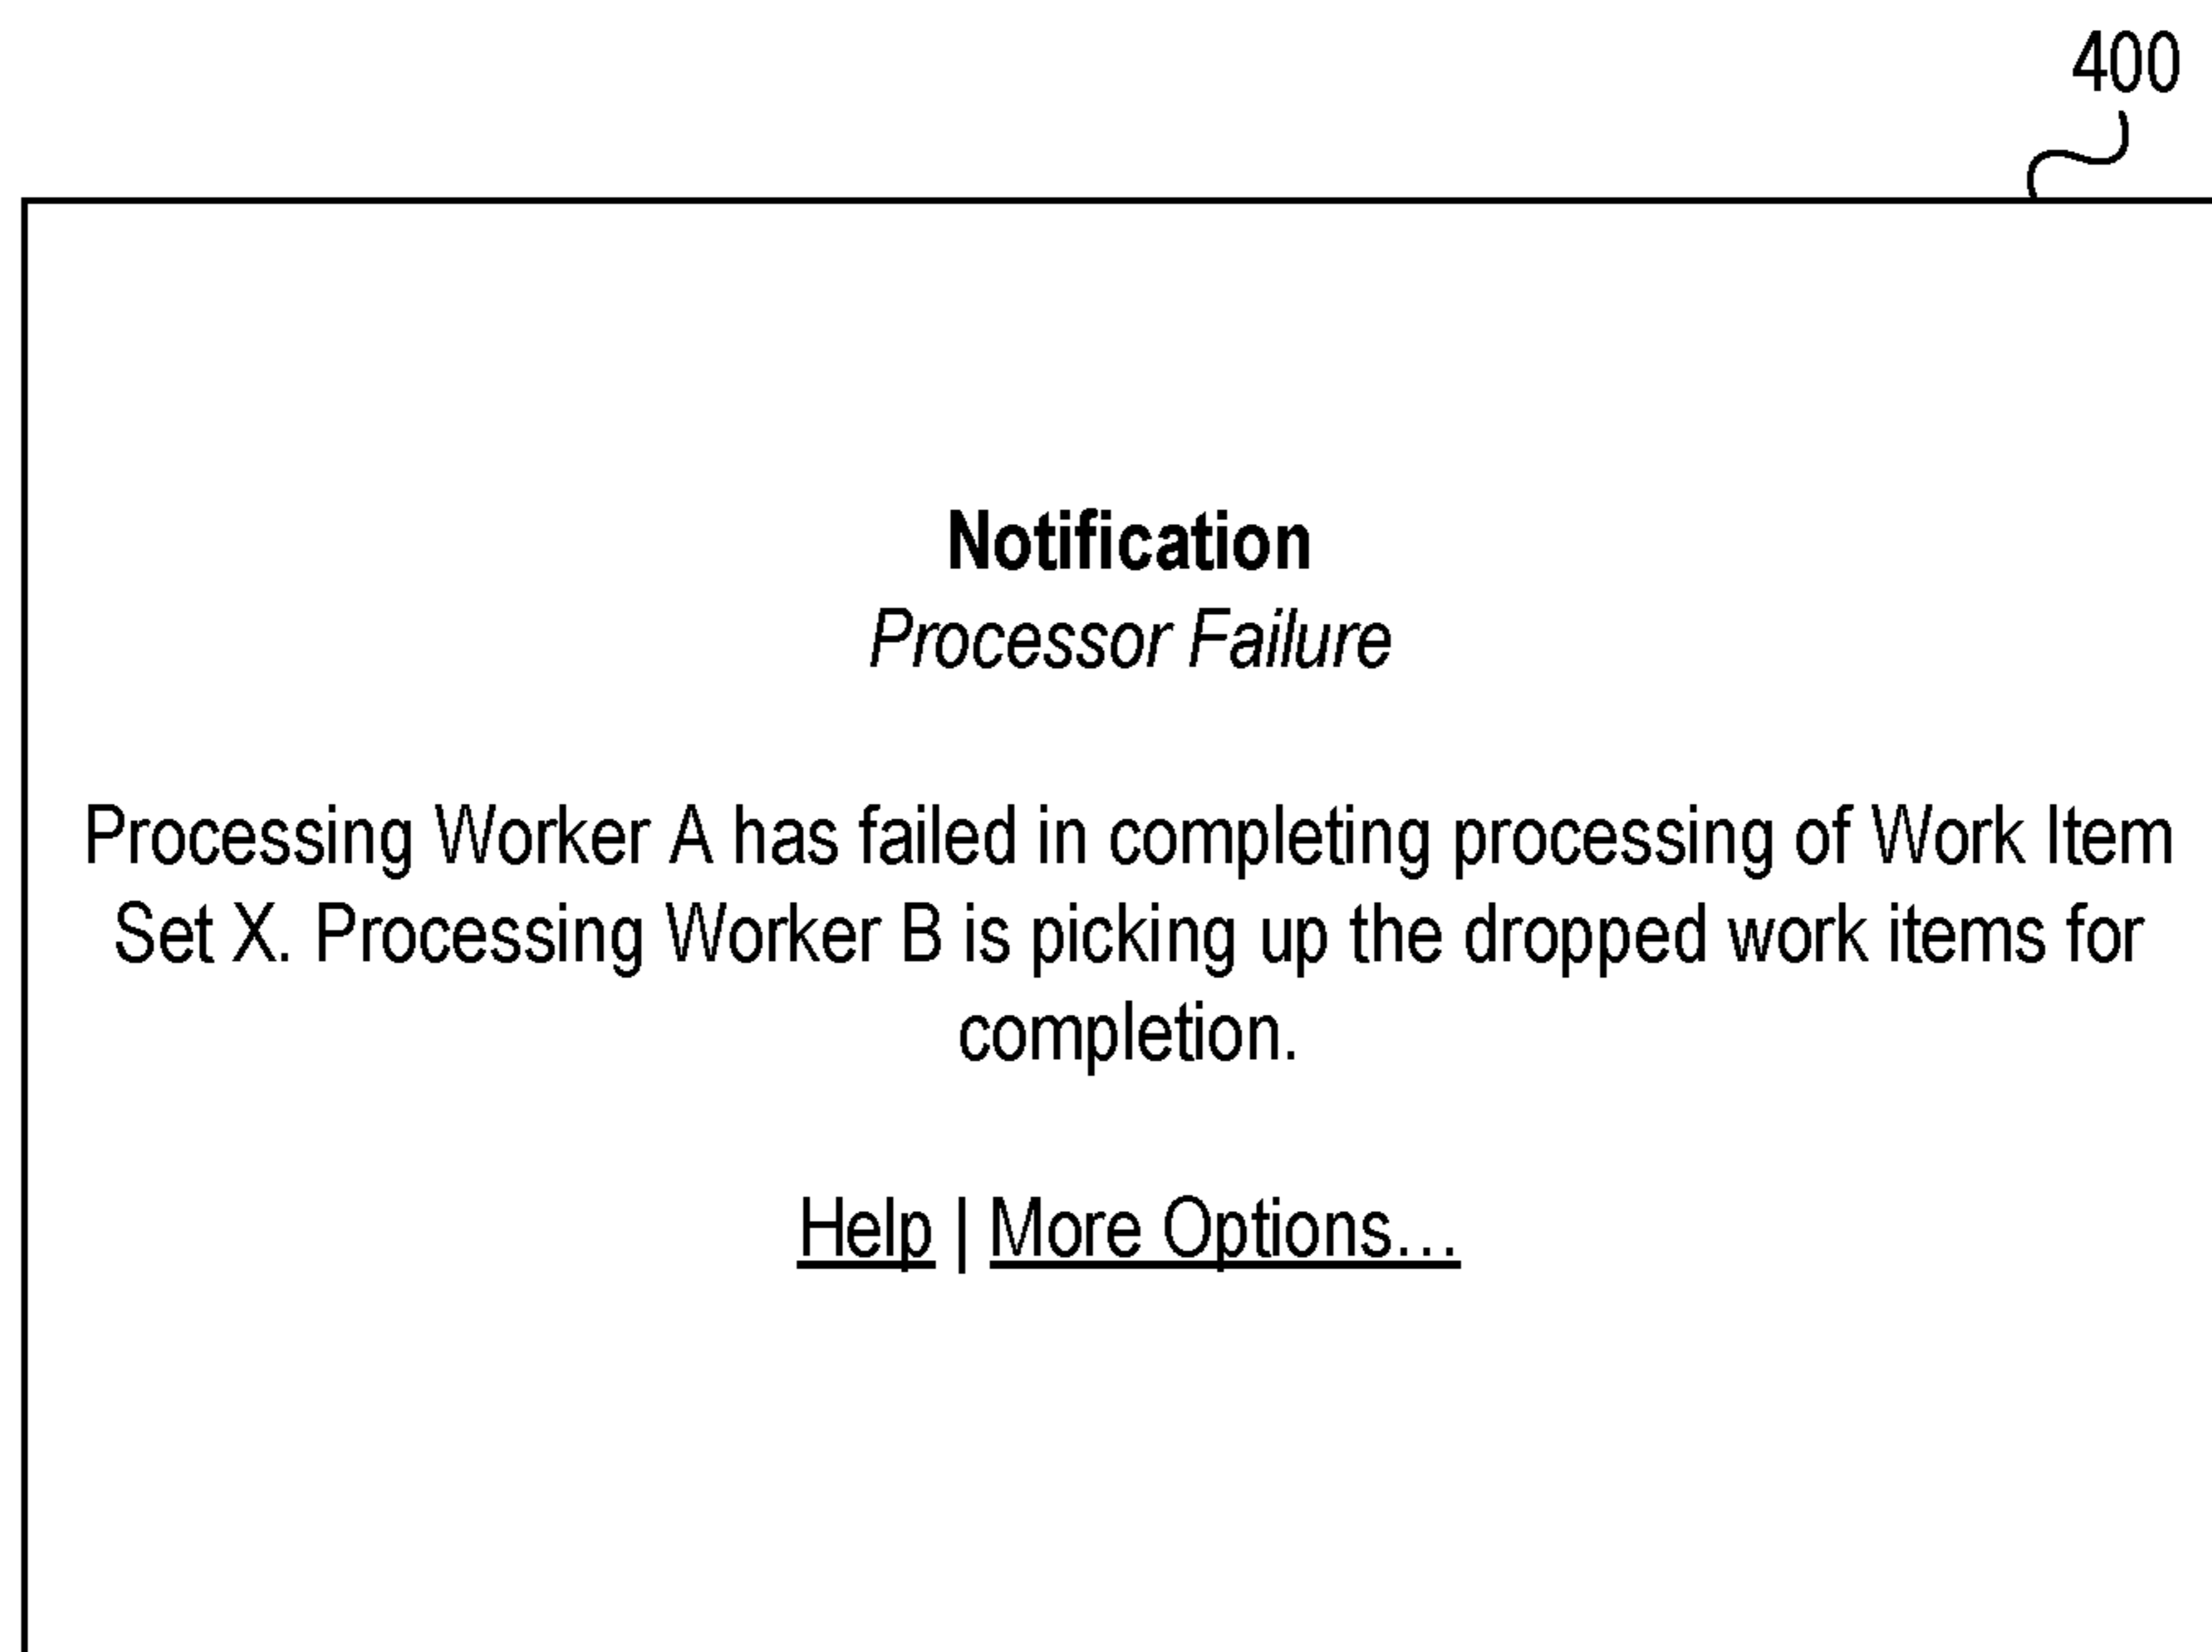 400
Notification
Processor Failure
Processing Worker A has failed in completing processing of Work Item
Set X. Processing Worker B is picking up the dropped work items for
completion.
Help | More Options...